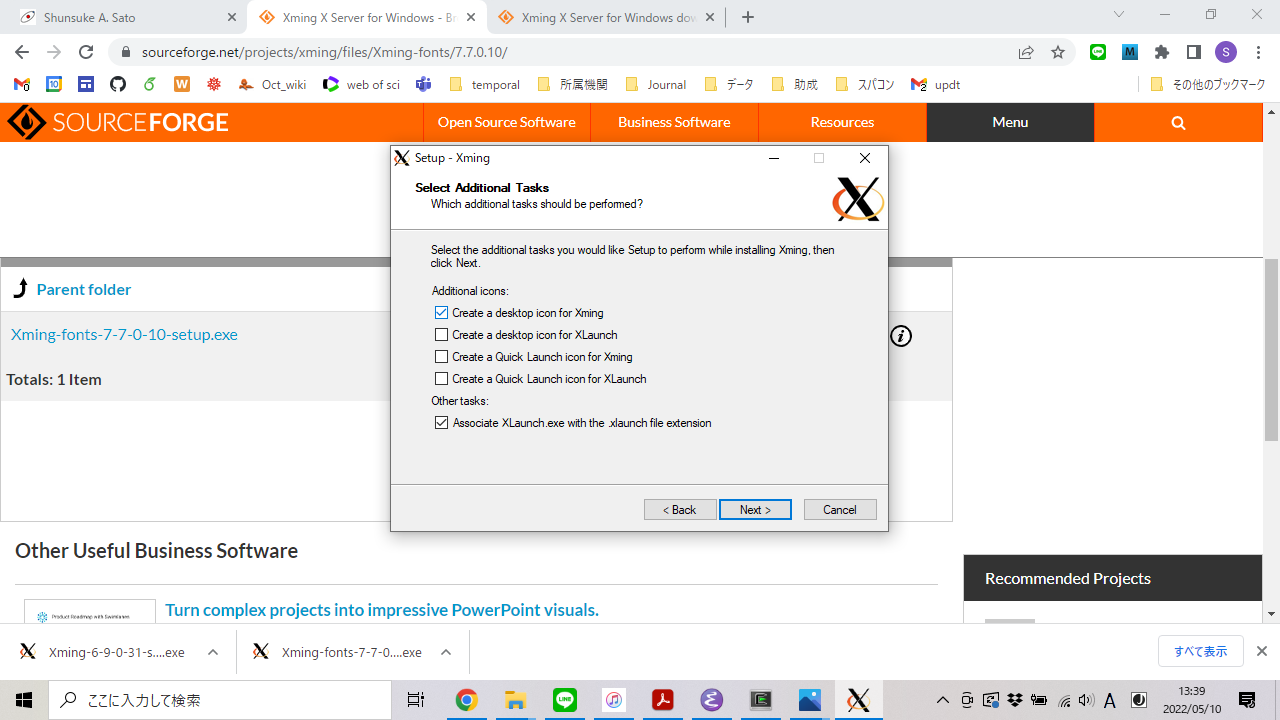 Shunsuke A. Sato
Xming X Server for Windows - Br
Xming X Server for Windows dow
sourceforge.net/projects/xming/files/Xming-fonts/7.7.0.10/
S
Oct_wiki
web of sci
temporal
所属機関
Journal
データ
助成
スパコン
updt
その他のブックマーク
SOURCEFORGE
Open Source Software
Business Software
Resources
Menu
Setup - Xming
Select Additional Tasks
Which additional tasks should be performed?
Select the additional tasks you would like Setup to perform while installing Xming, then
click Next.
Additional icons:
Create a desktop icon for Xming
Create a desktop icon for XLaunch
Create a Quick Launch icon for Xming
Create a Quick Launch icon for XLaunch
Other tasks:
Associate XLaunch.exe with the .xlaunch file extension
< Back
Next >
Cancel
Parent folder
Xming-fonts-7-7-0-10-setup.exe
Totals: 1 Item
Other Useful Business Software
Recommended Projects
Product Roadmap with Swimlanes
Turn complex projects into impressive PowerPoint visuals.
Xming-6-9-0-31-s....exe
Xming-fonts-7-7-0....exe
すべて表示
ここに入力して検索
A
13:39
2022/05/10